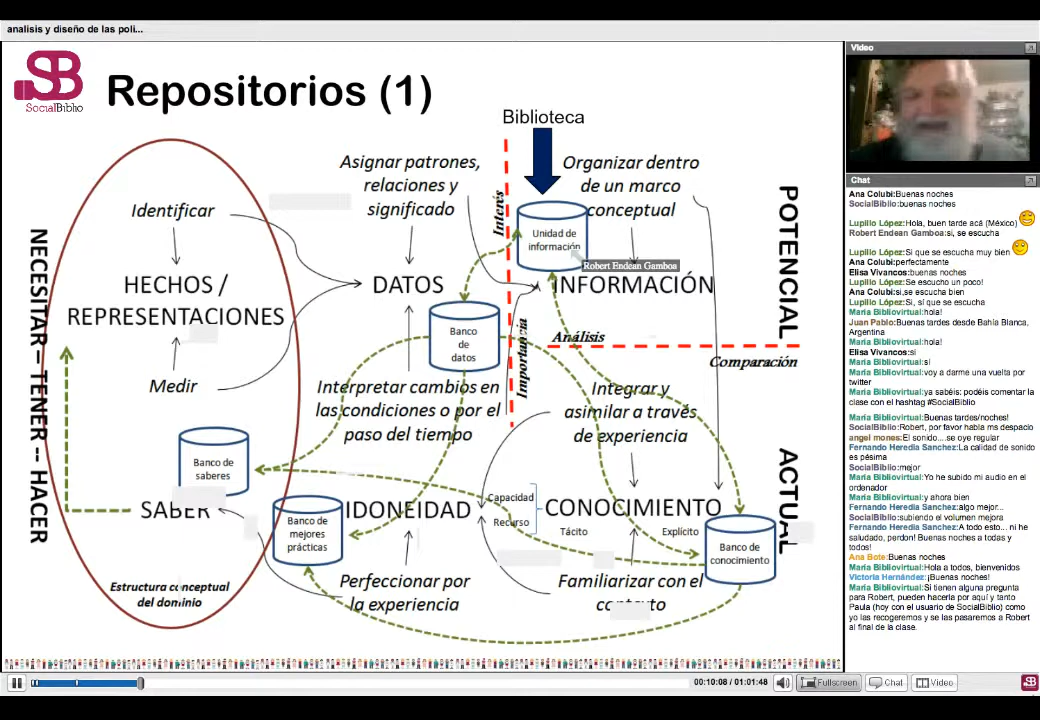 analisis y diseño de las poli...
SB
SocialBiblio
Repositorios (1)
Biblioteca
Asignar patrones,
relaciones y
significado
Organizar dentro
de un marco
conceptual
Identificar
Interés
Unidad de
información
Robert Endean Gamboa
POTENCIAL
NECESITAR – TENER -- HACER
HECHOS /
REPRESENTACIONES
DATOS
INFORMACIÓN
Banco
de
datos
Importancia
Análisis
Comparación
Medir
Interpretar cambios en
las condiciones o por el
paso del tiempo
Integrar y
asimilar a través
de experiencia
ACTUAL
Banco de
saberes
SABER
Banco de
mejores
prácticas
IDONEIDAD
Capacidad
Recurso
CONOCIMIENTO
Tácito
Explícito
Banco de
conocimiento
Estructura conceptual
del dominio
Perfeccionar por
la experiencia
Familiarizar con el
contexto
Video
Chat
Ana Colubi:Buenas noches
SocialBiblio:buenas noches
Lupillo López:Hola, buen tarde acá (México)
Robert Endean Gamboa:si, se escucha
Lupillo López:Si que se escucha muy bien
Ana Colubi:perfectamente
Elisa Vivancos:buenas noches
Lupillo López:Se escucho un poco!
Ana Colubi:si,se escucha bien
Lupillo López:Si, sí que se escucha
Maria Bibliovirtual:hola!
Juan Pablo:Buenas tardes desde Bahía Blanca,
Argentina
Maria Bibliovirtual:hola!
Elisa Vivancos:si
Maria Bibliovirtual:sí
Maria Bibliovirtual:voy a darme una vuelta por
twitter
Maria Bibliovirtual:ya sabéis: podéis comentar la
clase con el hashtag #SocialBiblio
Maria Bibliovirtual:Buenas tardes/noches!
SocialBiblio:Robert, por favor habla ms despacio
angel mones:El sonido....se oye regular
Fernando Heredia Sanchez:La calidad de sonido
es pésima
SocialBiblio:mejor
Maria Bibliovirtual:Yo he subido mi audio en el
ordenador
Maria Bibliovirtual:y ahora bien
Fernando Heredia Sanchez:algo mejor...
SocialBiblio:subiendo el volumen mejora
Fernando Heredia Sanchez:A todo esto... ni he
saludado, perdon! Buenas noches a todas y
todos!
Ana Bote:Buenas noches
Maria Bibliovirtual:Hola a todos, bienvenidos
Victoria Hernández:¡Buenas noches!
Maria Bibliovirtual:Si tienen alguna pregunta
para Robert, pueden hacerla por aquí y tanto
Paula (hoy con el usuario de SocialBiblio) como
yo las recogeremos y se las pasaremos a Robert
al final de la clase.
00:10:08 / 01:01:48
Fullscreen
Chat
Video
SB